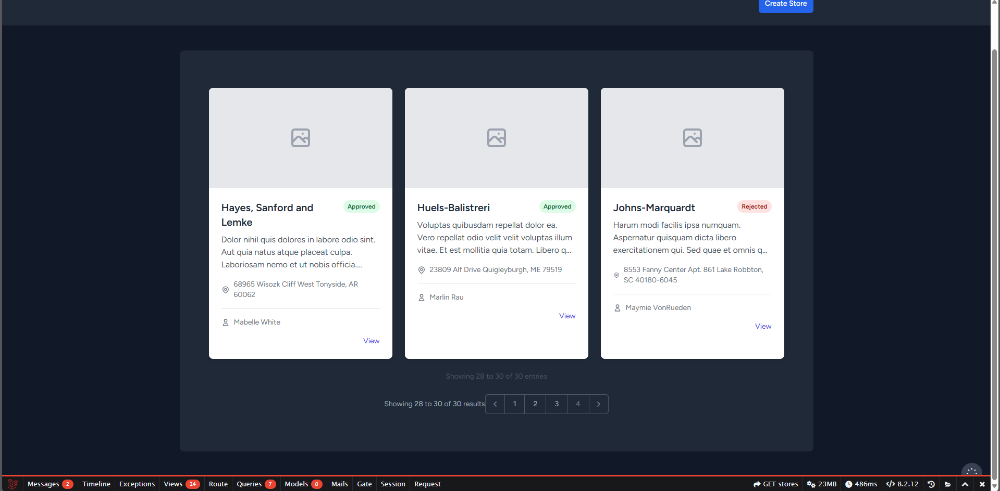 Create Store
Hayes, Sanford and
Lemke
Approved
Dolor nihil quis dolores in labore odio sint.
Aut quia natus atque placeat culpa.
Laboriosam nemo et ut nobis officia....
68965 Wisozk Cliff West Tonyside, AR
60062
Mabelle White
View
Huels-Balistreri
Approved
Voluptas quibusdam repellat dolor ea.
Vero repellat odio velit velit voluptas illum
vitae. Et est mollitia quia totam. Libero q...
23809 Alf Drive Quigleyburgh, ME 79519
Marlin Rau
View
Johns-Marquardt
Rejected
Harum modi facilis ipsa numquam.
Aspernatur quisquam dicta libero
exercitationem qui. Sed quae et omnis q...
8553 Fanny Center Apt. 861 Lake Robbton,
SC 40180-6045
Maymie VonRueden
View
Showing 28 to 30 of 30 entries
Showing 28 to 30 of 30 results 1 2 3 4
Messages 2 Timeline Exceptions Views 24 Route Queries 7 Models 8 Mails Gate Session Request GET stores 23MB 486ms 8.2.12